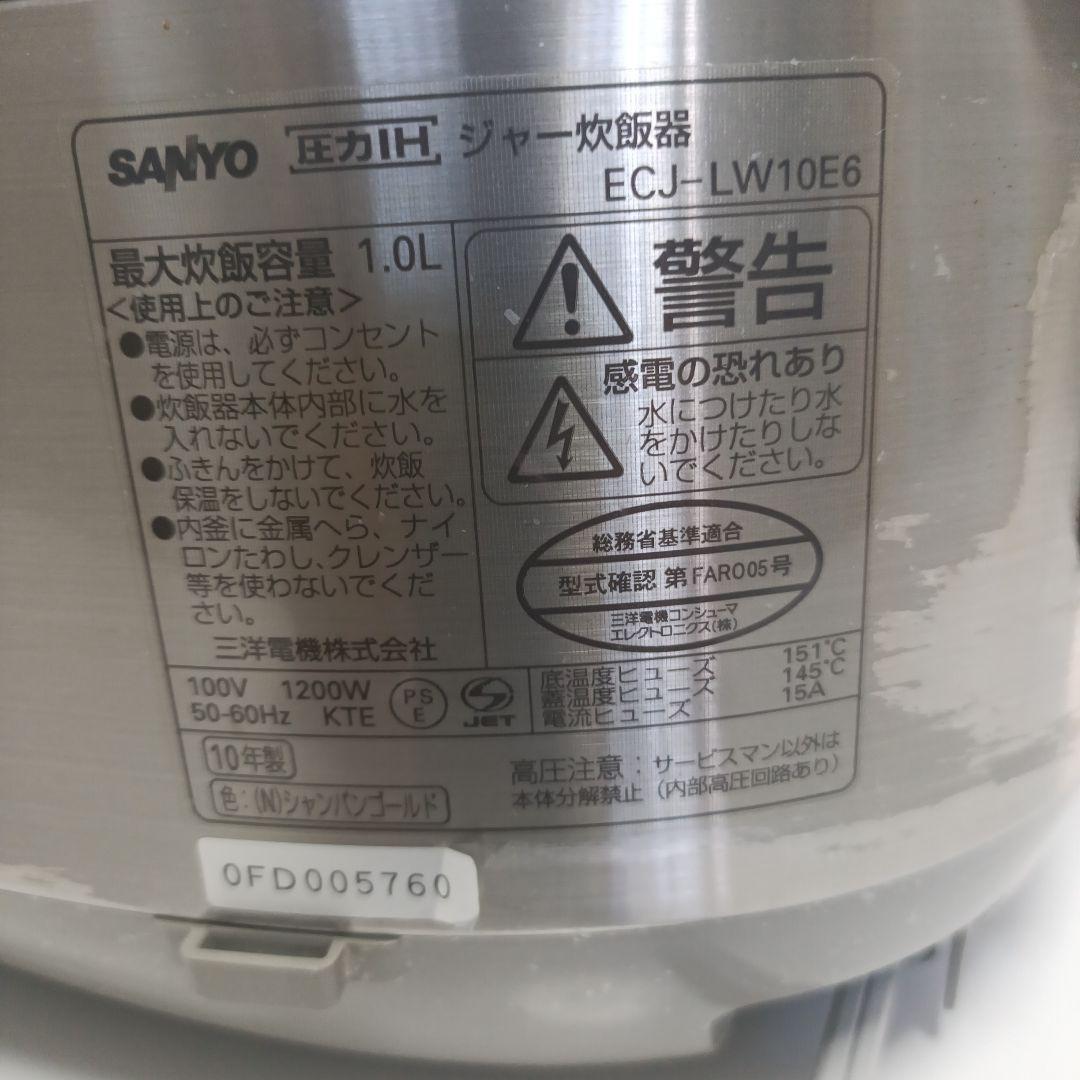 SANYO 圧力IH ジャー炊飯器
ECJ-LW10E6
最大炊飯容量 1.0L
<使用上のご注意>
●電源は、必ずコンセント
を使用してください。
●炊飯器本体内部に水を
入れないでください。
●ふきんをかけて、炊飯
保温をしないでください。
●内釜に金属へら、ナイ
ロンたわし、クレンザー
等を使わないでくだ
さい。
三洋電機株式会社
警告
感電の恐れあり
水につけたり水
をかけたりしな
いでください。
総務省基準適合
型式確認 第FAR005号
三洋電機コンシューマ
エレクトロニクス(株)
100V 1200W
50-60Hz KTE
PS
E
JET
底温度ヒューズ 151℃
蓋温度ヒューズ 145℃
電流ヒューズ 15A
10年製
色:(N)シャンパンゴールド
高圧注意:サービスマン以外は
本体分解禁止(内部高圧回路あり)
0FD005760